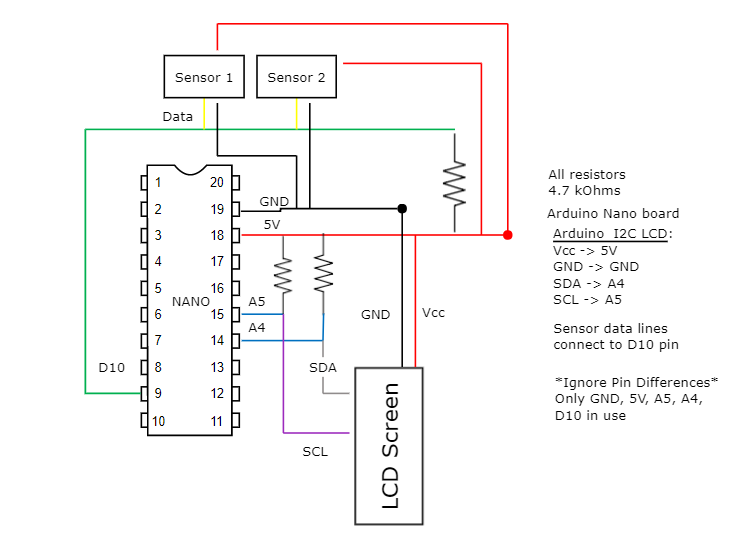 Sensor 1
Sensor 2
Data
1
20
All resistors
4.7 kOhms
2
19
GND
Arduino Nano board
3
18
5V
Arduino  I2C LCD:
Vcc -> 5V
4
17
GND -> GND
5
16
SDA -> A4
NANO
A5
SCL -> A5
6
15
GND
Vcc
A4
Sensor data lines
7
14
connect to D10 pin
D10
8
13
SDA
*Ignore Pin Differences*
9
12
Only GND, 5V, A5, A4,
10
11
D10 in use
SCL
LCD Screen